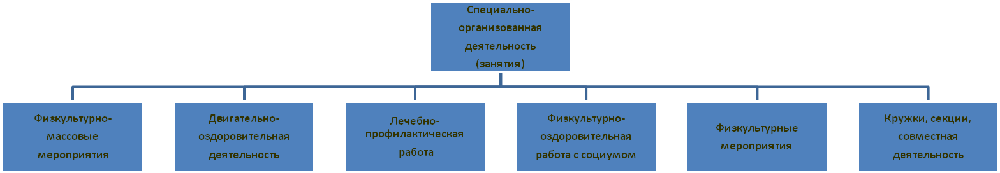 Специально-
организованная
деятельность
(занятия)
Физкультурно-
массовые
мероприятия
Двигательно-
оздоровительная
деятельность
Лечебно-
профилактическая
работа
Физкультурно-
оздоровительная
работа с социумом
Физкультурные
мероприятия
Кружки, секции,
совместная
деятельность